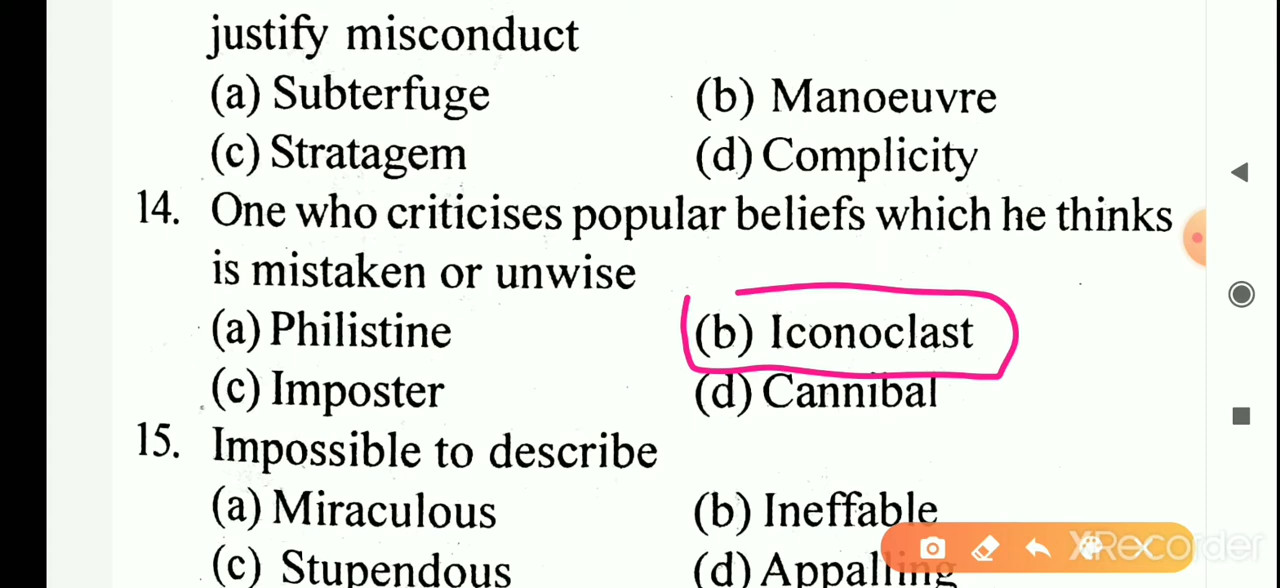 justify misconduct
(a) Subterfuge (b) Manoeuvre
(c) Stratagem (d) Complicity
14. One who criticises popular beliefs which he thinks
is mistaken or unwise
(a) Philistine (b) Iconoclast
(c) Imposter (d) Cannibal
15. Impossible to describe
(a) Miraculous (b) Ineffable
(c) Stupendous (d) Appalling
XRecorder